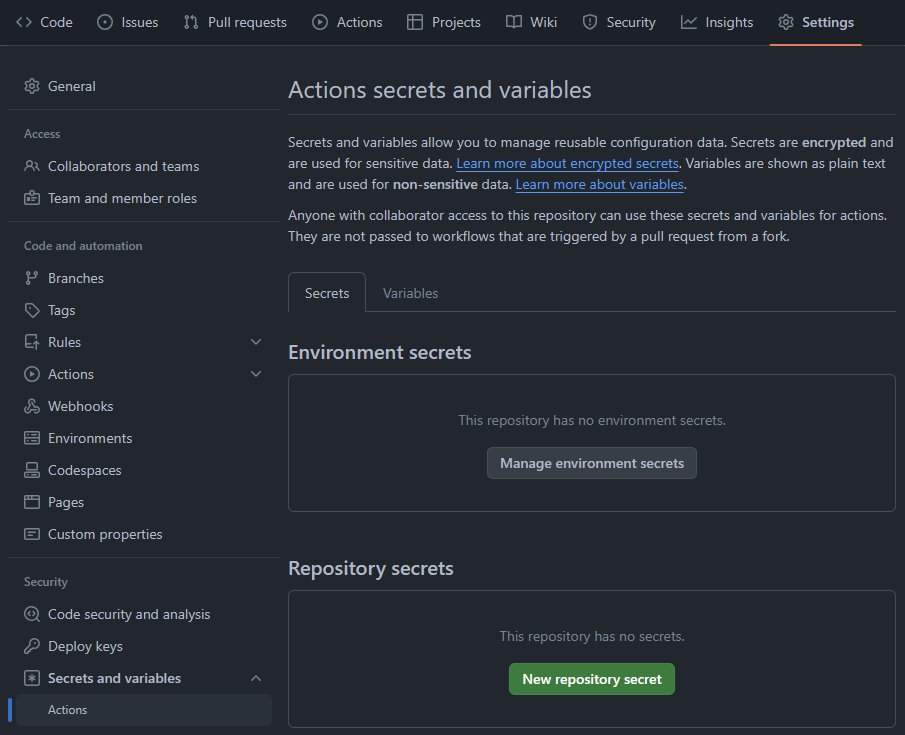 Code Issues Pull requests Actions Projects Wiki Security Insights Settings
General
Access
Collaborators and teams
Team and member roles
Code and automation
Branches
Tags
Rules
Actions
Webhooks
Environments
Codespaces
Pages
Custom properties
Security
Code security and analysis
Deploy keys
Secrets and variables
Actions
Actions secrets and variables
Secrets and variables allow you to manage reusable configuration data. Secrets are encrypted and
are used for sensitive data. Learn more about encrypted secrets. Variables are shown as plain text
and are used for non-sensitive data. Learn more about variables.
Anyone with collaborator access to this repository can use these secrets and variables for actions.
They are not passed to workflows that are triggered by a pull request from a fork.
Secrets Variables
Environment secrets
This repository has no environment secrets.
Manage environment secrets
Repository secrets
This repository has no secrets.
New repository secret